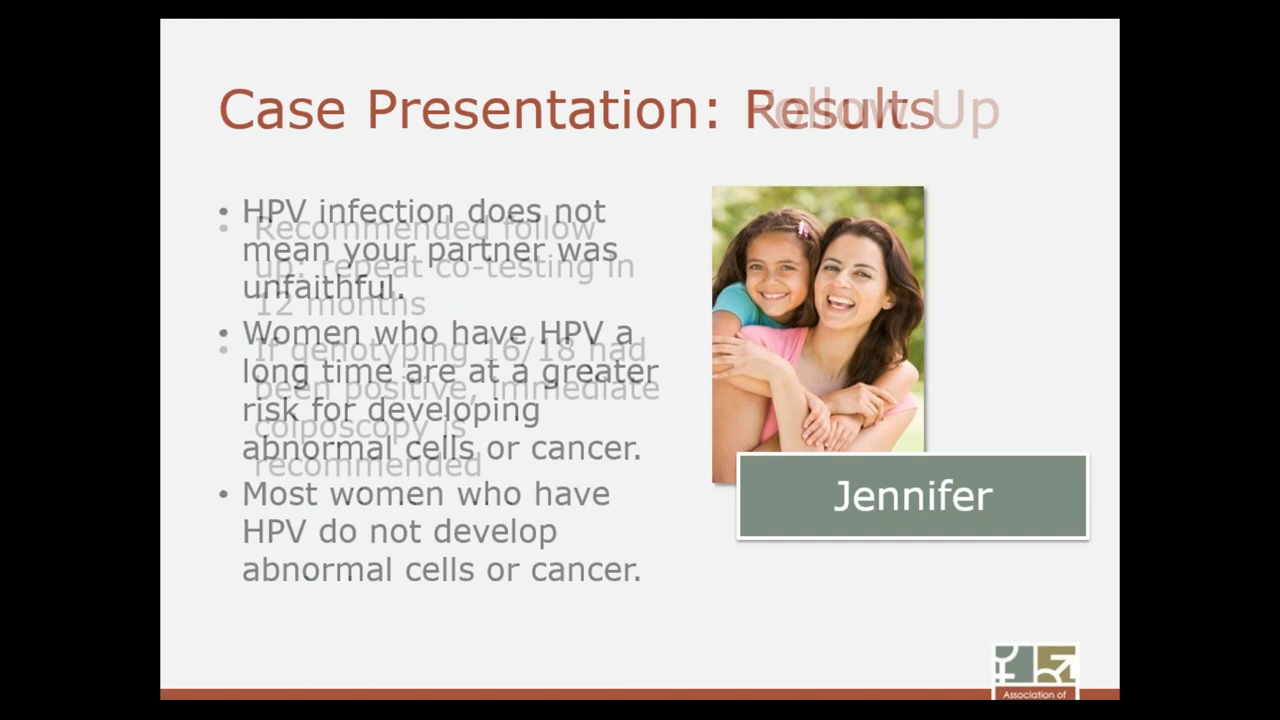 Case Presentation: Results
Follow Up
• HPV infection does not
mean your partner was
unfaithful.
• Women who have HPV a
long time are at a greater
risk for developing
abnormal cells or cancer.
• Most women who have
HPV do not develop
abnormal cells or cancer.
• Recommended follow
up: repeat co-testing in
12 months
• If genotyping 16/18 had
been positive, immediate
colposcopy is
recommended
Jennifer
Association of